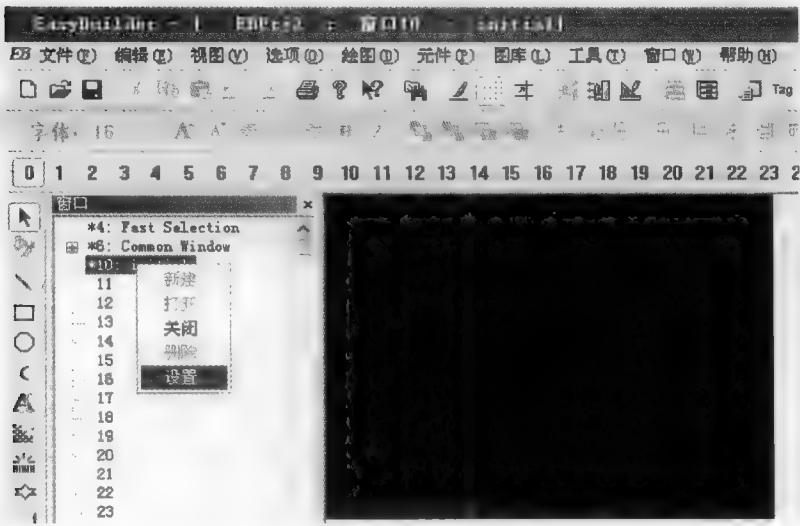 EB 文件(F) 编辑(E) 视图(V) 选项(O) 绘图(D) 元件(P) 图库(L) 工具(T) 窗口(W) 帮助(H)
Tag
字体: 16
0 1 2 3 4 5 6 7 8 9 10 11 12 13 14 15 16 17 18 19 20 21 22 23 2
窗口
*4: Fast Selection
*6: Common Window
*10:
11 新建
12 打开
13 关闭
14 删除
15
16 设置
17
18
19
20
21
22
23